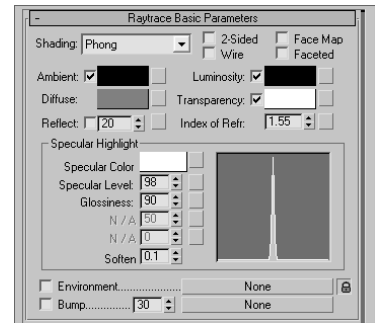 - Raytrace Basic Parameters
Shading: Phong 2-Sided Face Map
Wire Faceted
Ambient: Luminosity:
Diffuse: Transparency:
Reflect: 20 Index of Refr: 1.55
Specular Highlight
Specular Color
Specular Level: 98
Glossiness: 90
N / A 50
N / A 0
Soften 0.1
Environment..................... None
Bump.............. 30 None